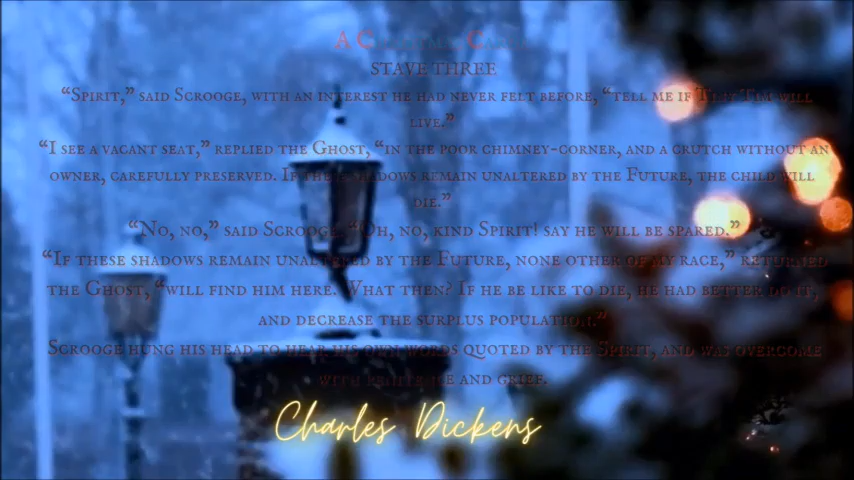 A Christmas Carol
STAVE THREE
“Spirit,” said Scrooge, with an interest he had never felt before, “tell me if Tiny Tim will
live.”
“I see a vacant seat,” replied the Ghost, “in the poor chimney-corner, and a crutch without an
owner, carefully preserved. If these shadows remain unaltered by the Future, the child will
die.”
“No, no,” said Scrooge. “Oh, no, kind Spirit! say he will be spared.”
“If these shadows remain unaltered by the Future, none other of my race,” returned
the Ghost, “will find him here. What then? If he be like to die, he had better do it,
and decrease the surplus population.”
Scrooge hung his head to hear his own words quoted by the Spirit, and was overcome
with penitence and grief.
Charles Dickens